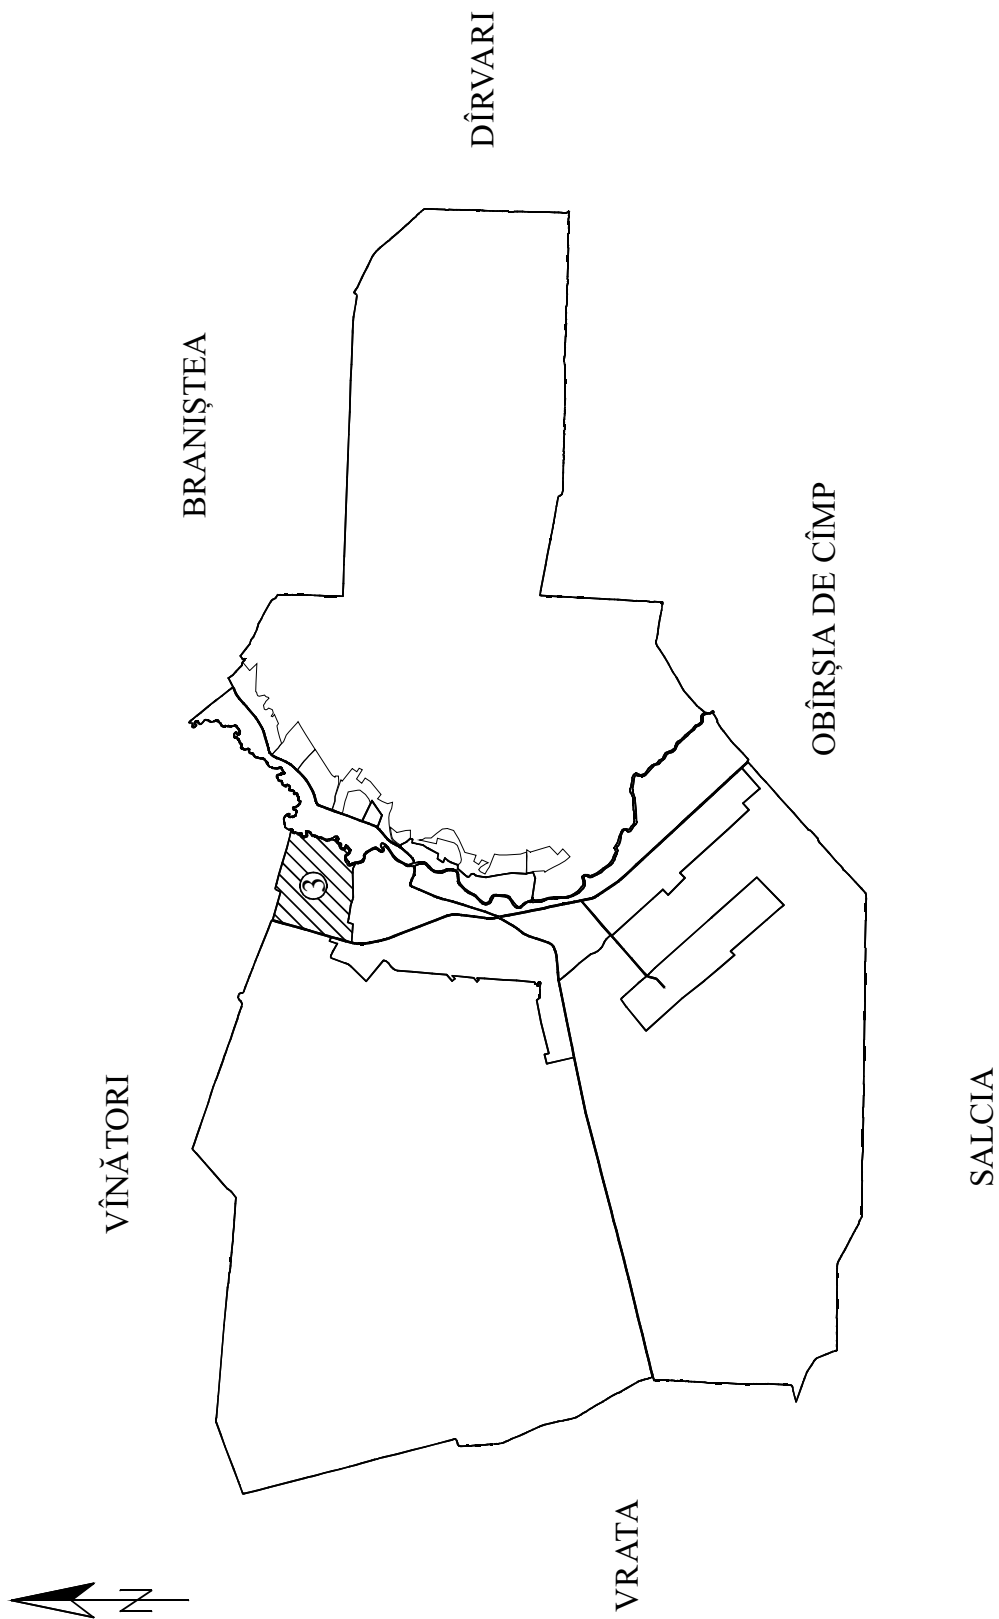 DÎRVARI
BRANIȘTEA
OBÎRȘIA DE CÎMP
3
VÎNĂTORI
SALCIA
VRATA
N